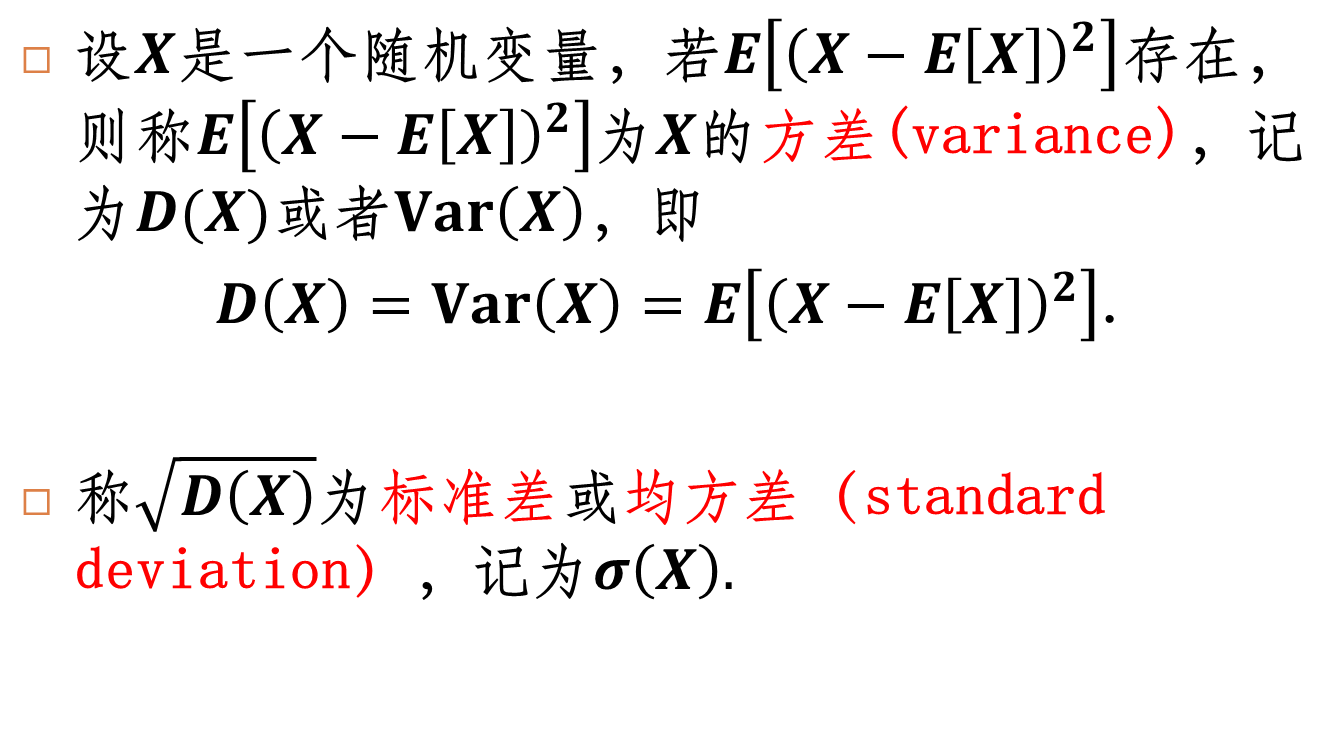 □ 设X是一个随机变量，若E[(X − E[X])²]存在，
则称E[(X − E[X])²]为X的方差(variance)，记
为D(X)或者Var(X)，即
D(X) = Var(X) = E[(X − E[X])²].
□ 称√D(X)为标准差或均方差（standard
deviation），记为σ(X).